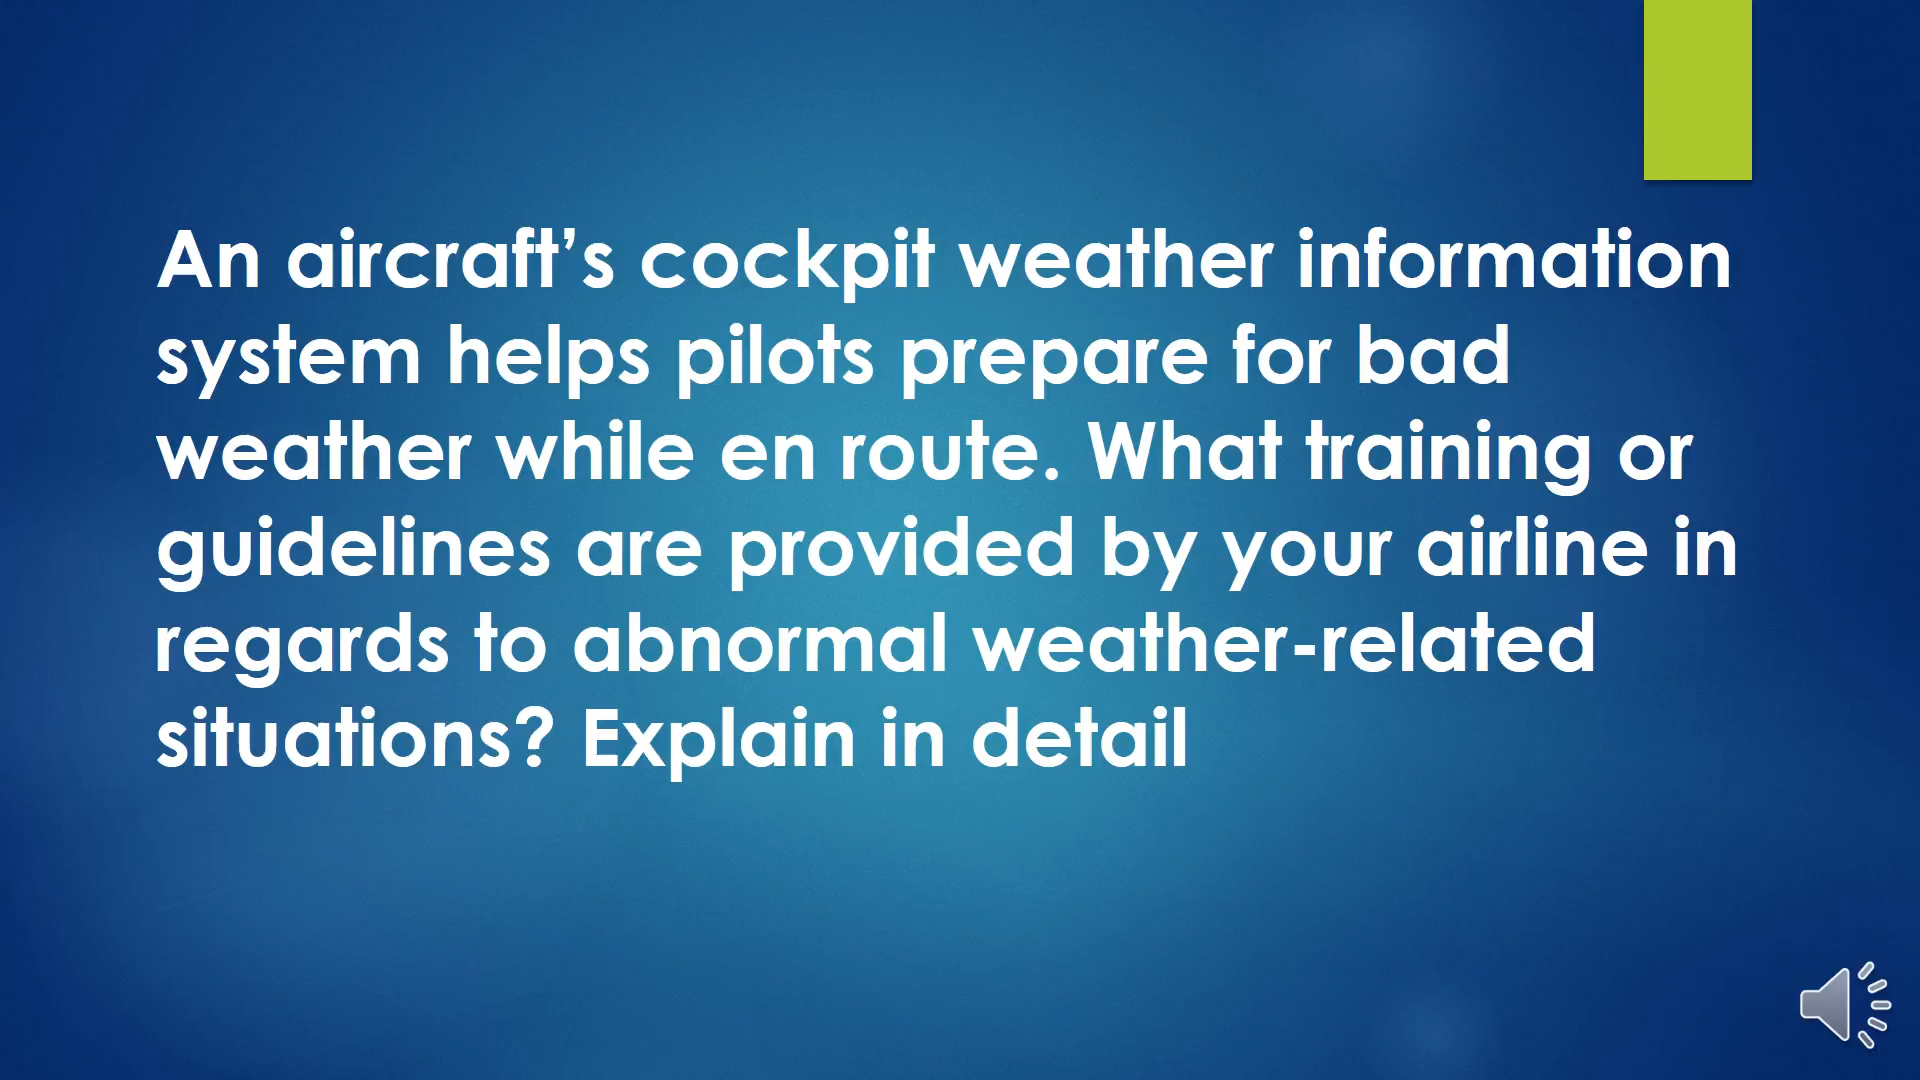 An aircraft’s cockpit weather information
system helps pilots prepare for bad
weather while en route. What training or
guidelines are provided by your airline in
regards to abnormal weather-related
situations? Explain in detail